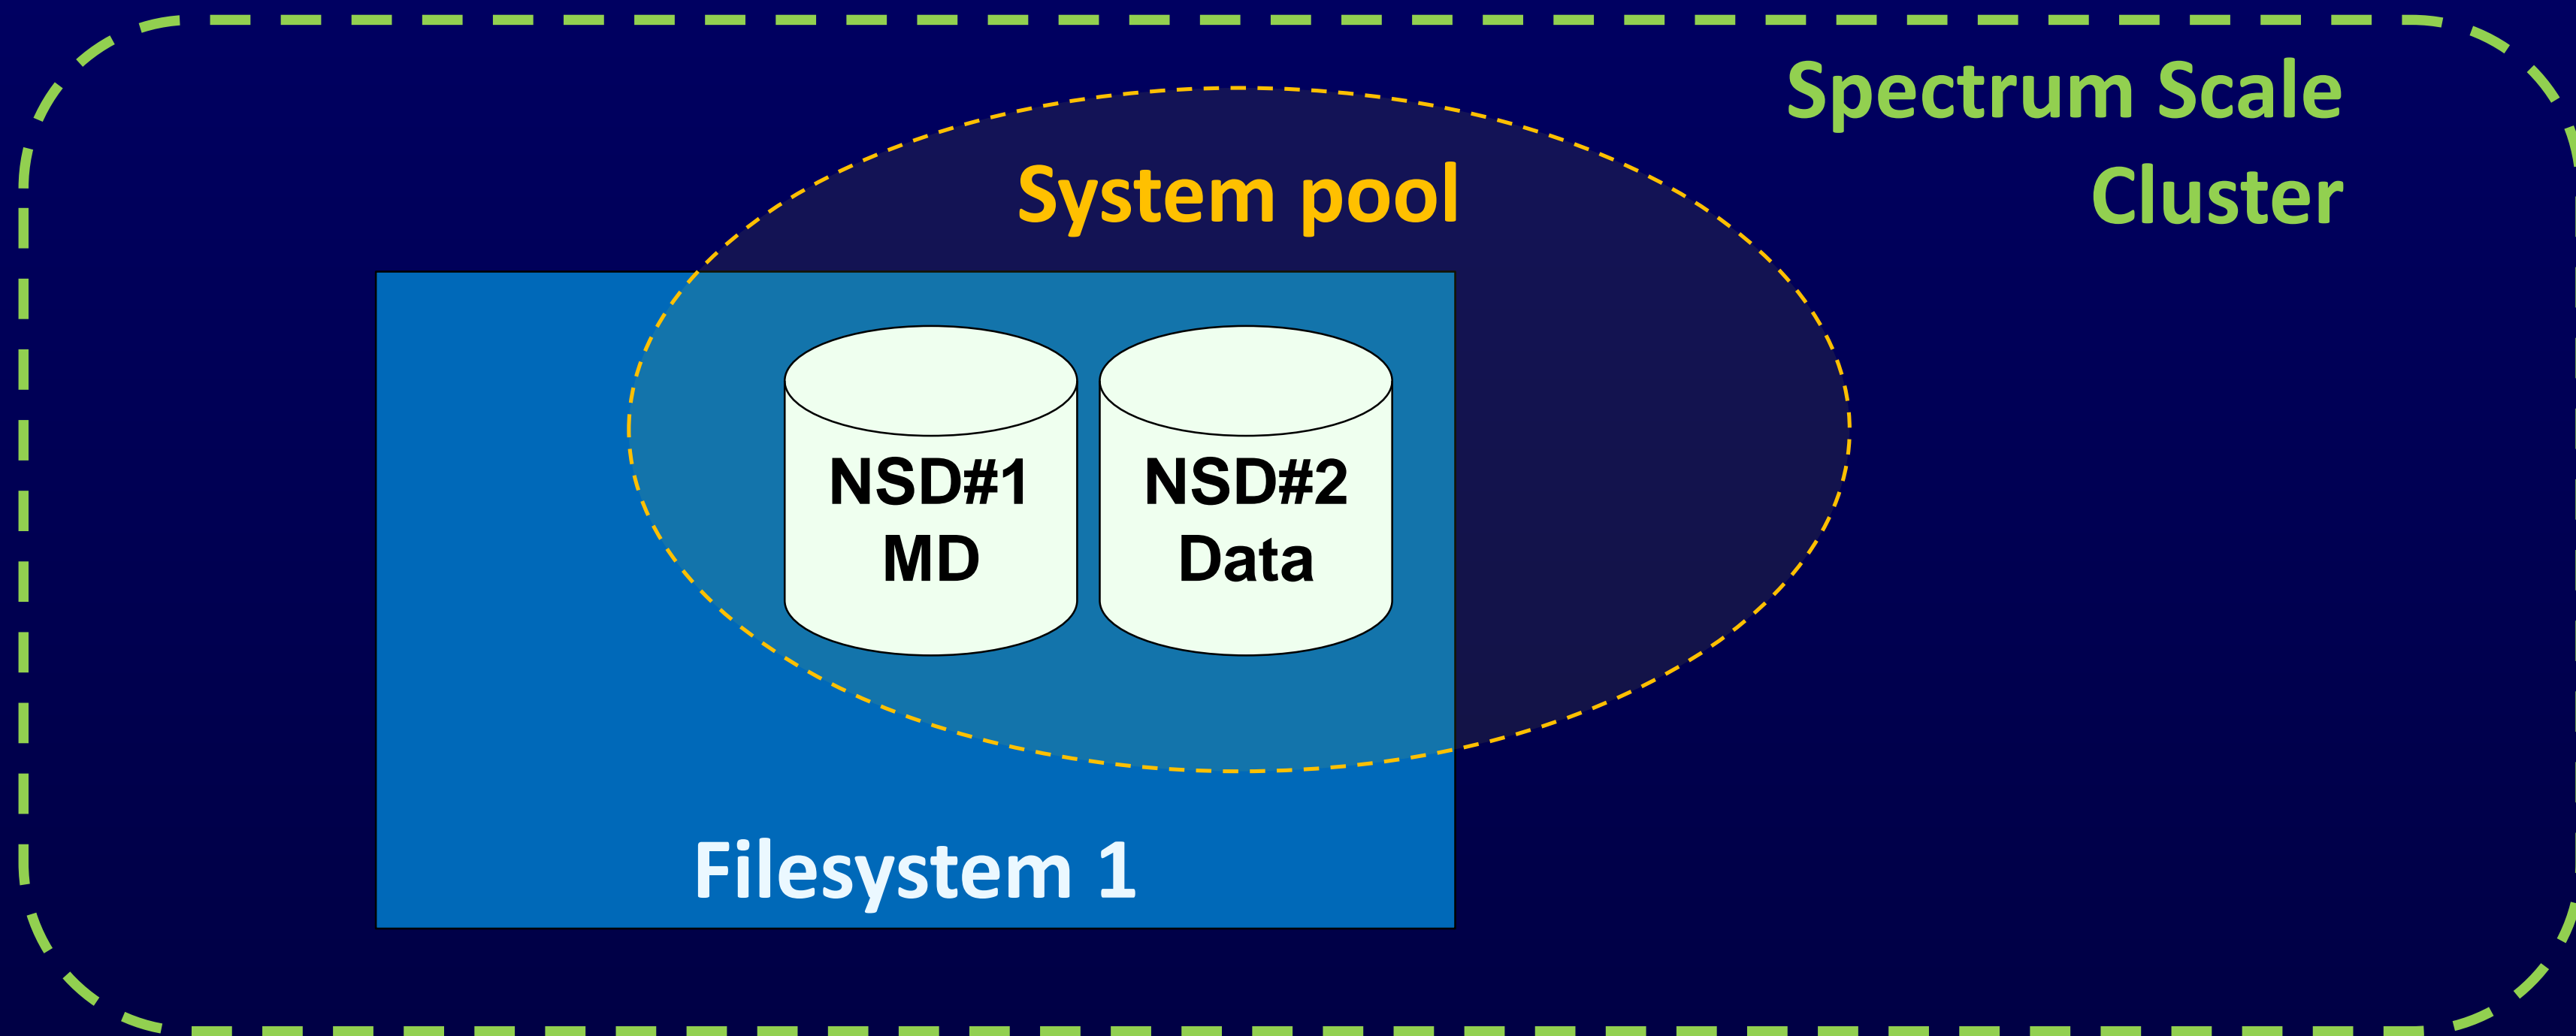 Spectrum Scale
Cluster
System pool
NSD#1
MD
NSD#2
Data
Filesystem 1